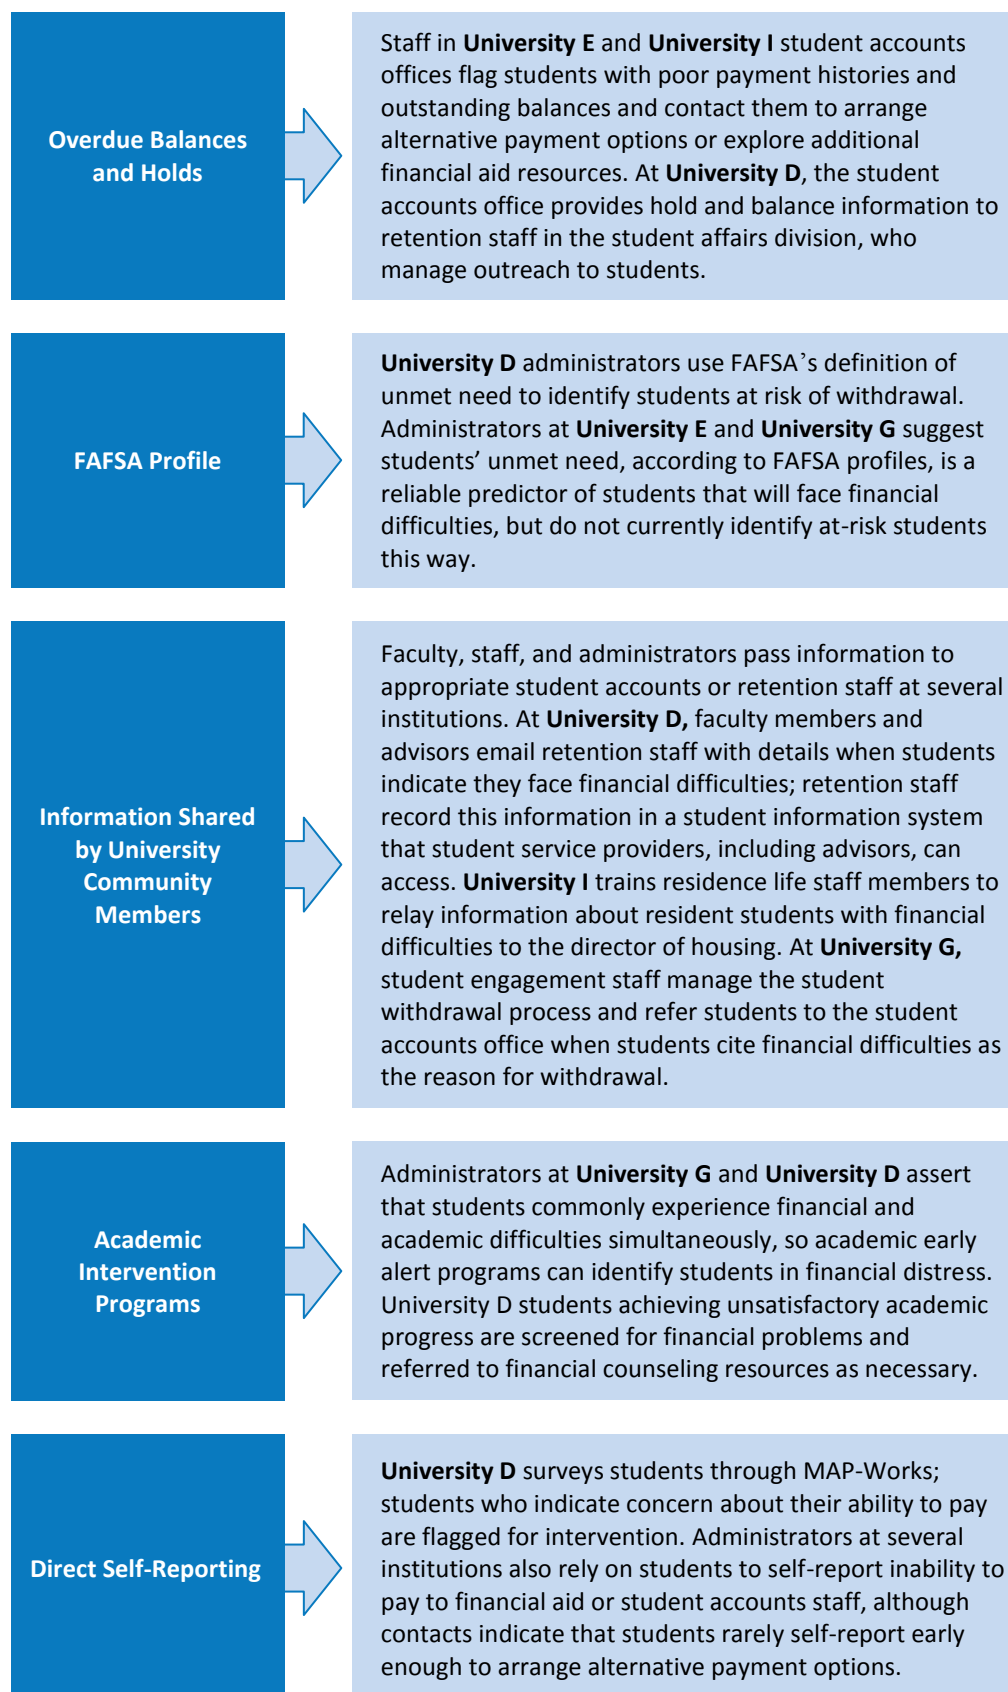 Overdue Balances
and Holds
Staff in University E and University I student accounts
offices flag students with poor payment histories and
outstanding balances and contact them to arrange
alternative payment options or explore additional
financial aid resources. At University D, the student
accounts office provides hold and balance information to
retention staff in the student affairs division, who
manage outreach to students.
FAFSA Profile
University D administrators use FAFSA’s definition of
unmet need to identify students at risk of withdrawal.
Administrators at University E and University G suggest
students’ unmet need, according to FAFSA profiles, is a
reliable predictor of students that will face financial
difficulties, but do not currently identify at-risk students
this way.
Information Shared
by University
Community
Members
Faculty, staff, and administrators pass information to
appropriate student accounts or retention staff at several
institutions. At University D, faculty members and
advisors email retention staff with details when students
indicate they face financial difficulties; retention staff
record this information in a student information system
that student service providers, including advisors, can
access. University I trains residence life staff members to
relay information about resident students with financial
difficulties to the director of housing. At University G,
student engagement staff manage the student
withdrawal process and refer students to the student
accounts office when students cite financial difficulties as
the reason for withdrawal.
Academic
Intervention
Programs
Administrators at University G and University D assert
that students commonly experience financial and
academic difficulties simultaneously, so academic early
alert programs can identify students in financial distress.
University D students achieving unsatisfactory academic
progress are screened for financial problems and
referred to financial counseling resources as necessary.
Direct Self-Reporting
University D surveys students through MAP-Works;
students who indicate concern about their ability to pay
are flagged for intervention. Administrators at several
institutions also rely on students to self-report inability to
pay to financial aid or student accounts staff, although
contacts indicate that students rarely self-report early
enough to arrange alternative payment options.